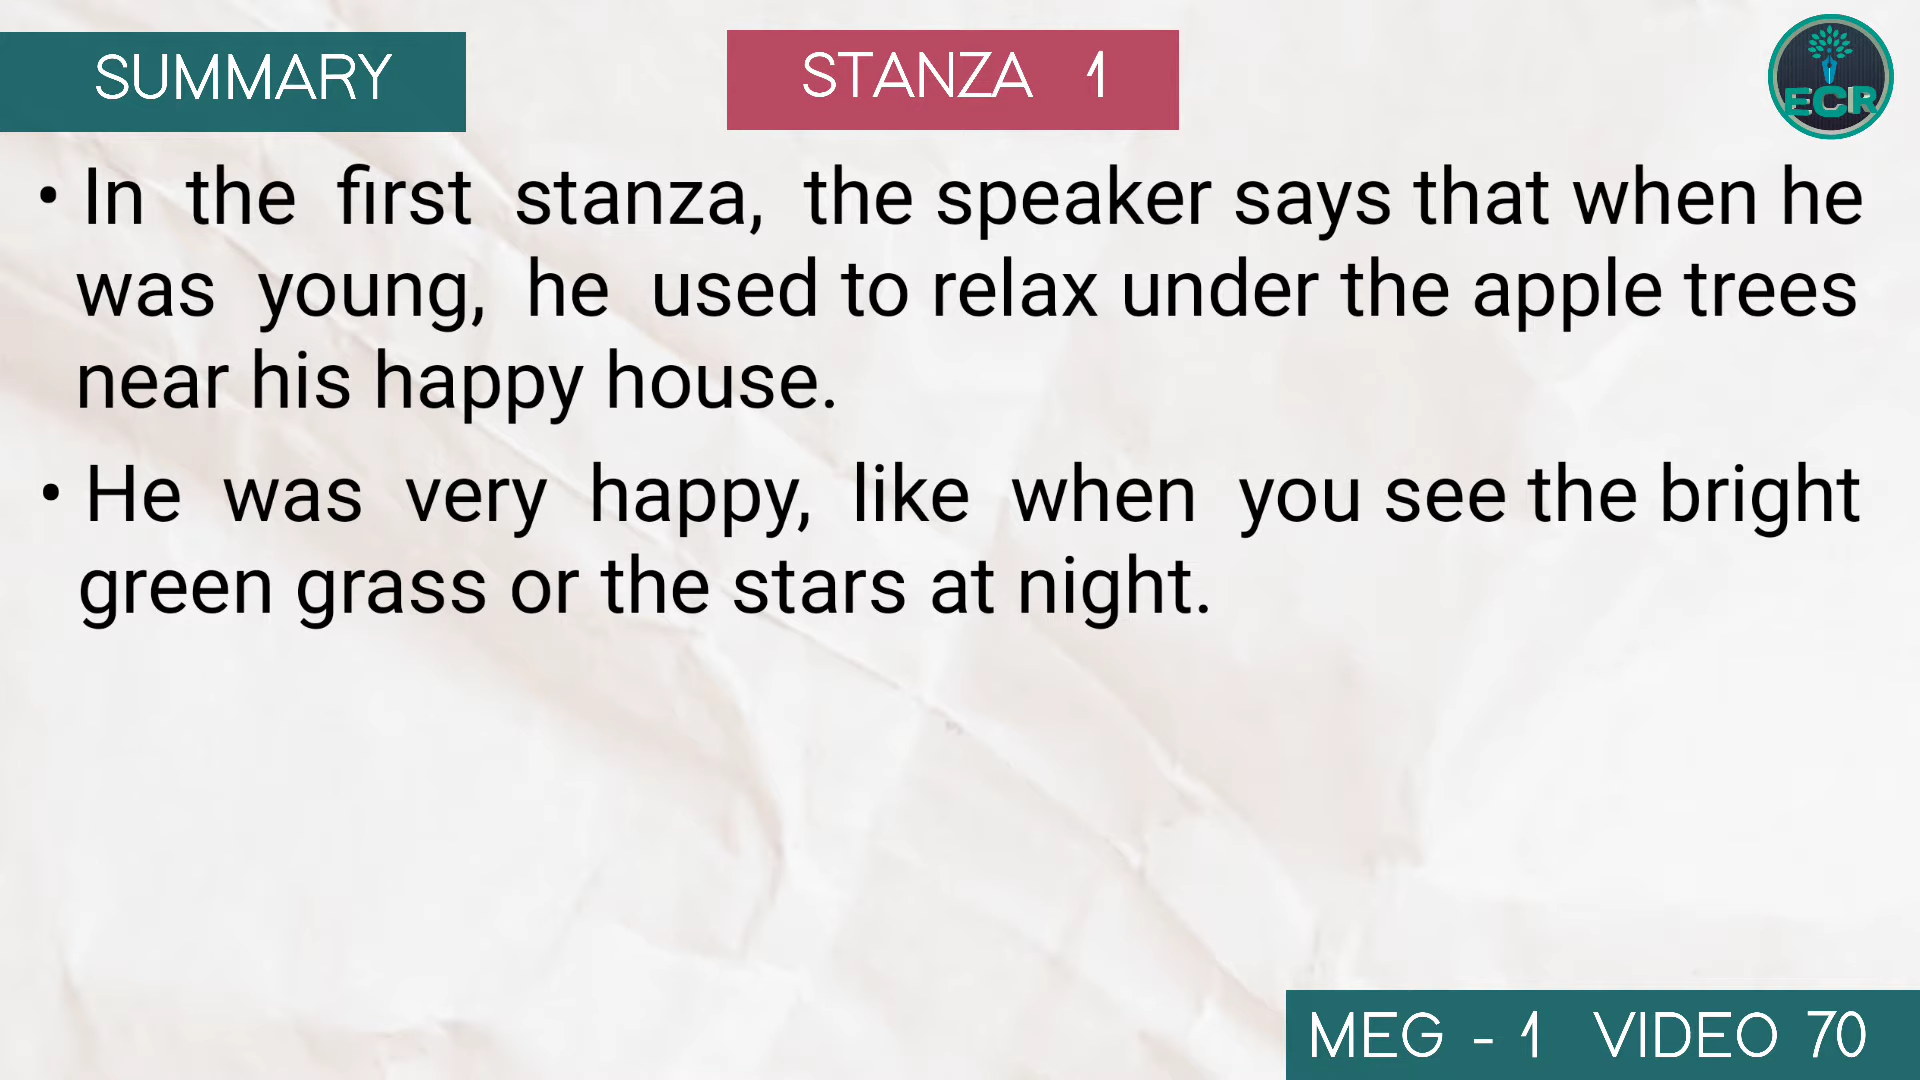 SUMMARY
STANZA 1
ECR
• In the first stanza, the speaker says that when he
was young, he used to relax under the apple trees
near his happy house.
• He was very happy, like when you see the bright
green grass or the stars at night.
MEG - 1 VIDEO 70